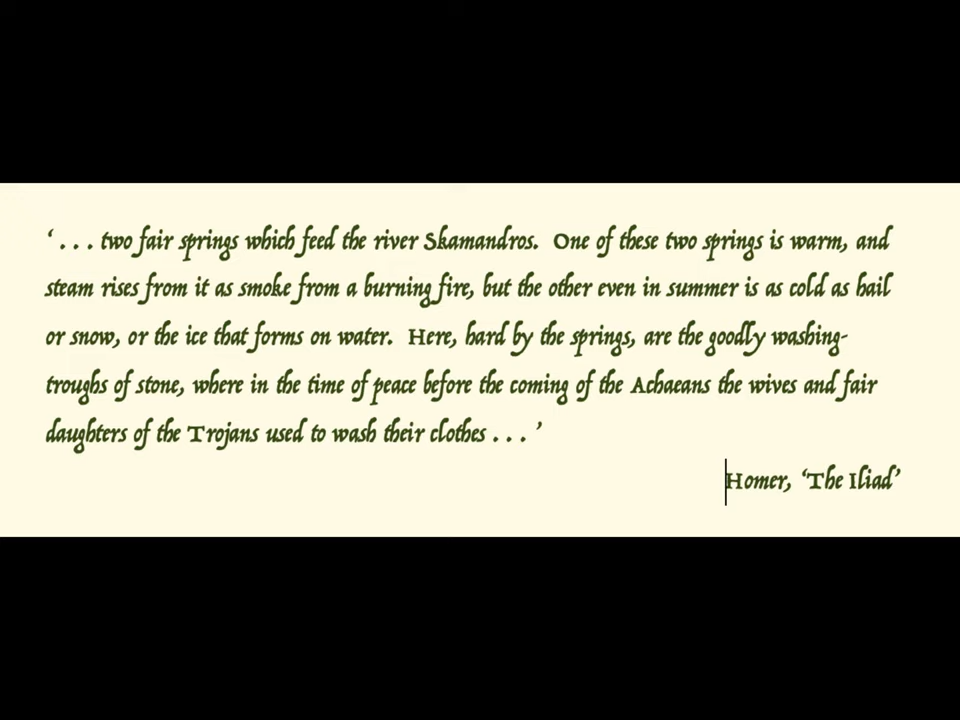 ‘ . . . two fair springs which feed the river Skamandros. One of these two springs is warm, and
steam rises from it as smoke from a burning fire, but the other even in summer is as cold as hail
or snow, or the ice that forms on water. Here, hard by the springs, are the goodly washing-
troughs of stone, where in the time of peace before the coming of the Achaeans the wives and fair
daughters of the Trojans used to wash their clothes . . . ’
Homer, ‘The Iliad’